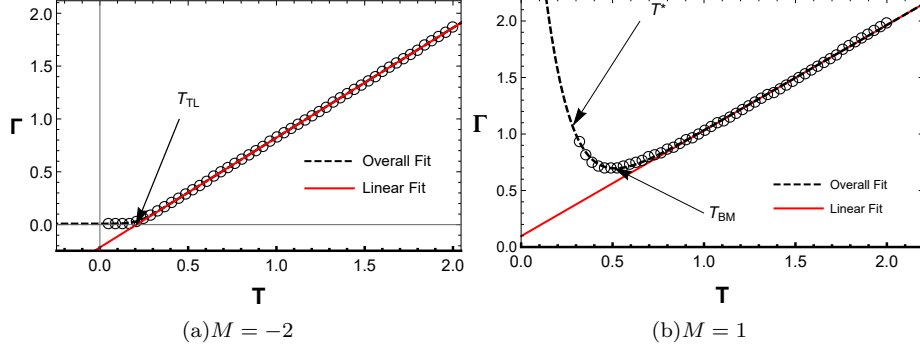 2.0
1.5
1.0
0.5
0.0
Γ
T_TL
Overall Fit
Linear Fit
0.0 0.5 1.0 1.5 2.0
T
(a)M = −2
2.0
1.5
1.0
0.5
0.0
Γ
T*
T_BM
Overall Fit
Linear Fit
0.0 0.5 1.0 1.5 2.0
T
(b)M = 1